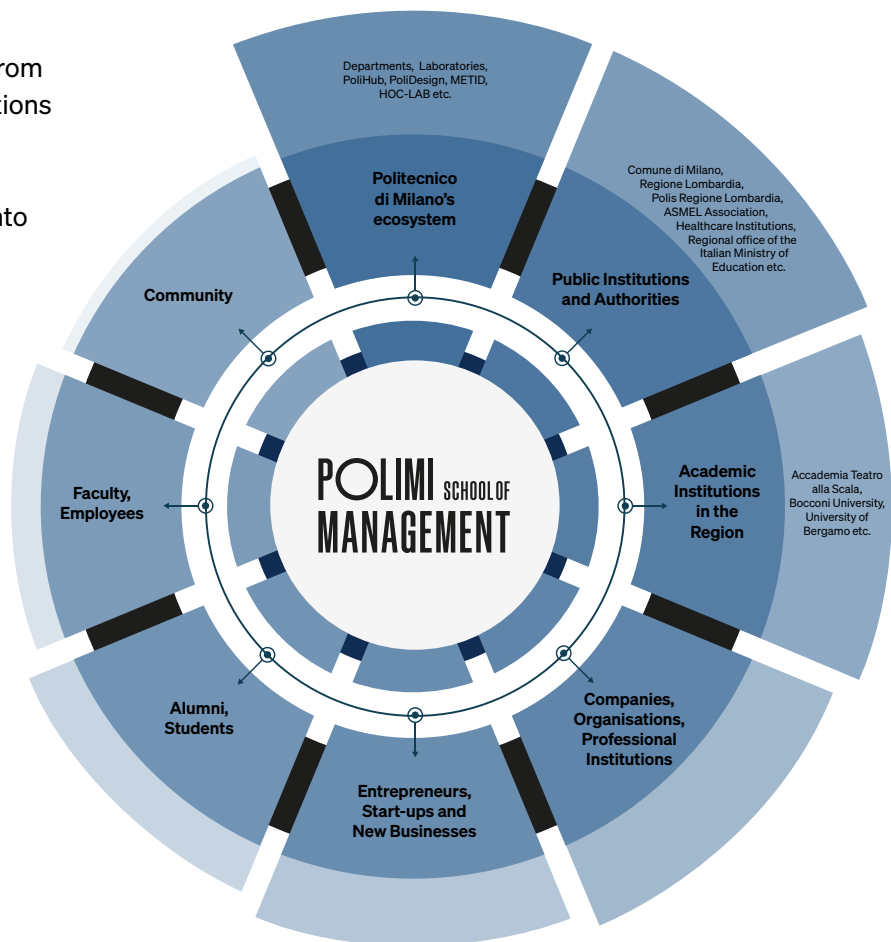 rom
tions
nto
Departments, Laboratories,
PoliHub, PoliDesign, METID,
HOC-LAB etc.
Politecnico
di Milano's
ecosystem
Comune di Milano,
Regione Lombardia,
Polis Regione Lombardia,
ASMEL Association,
Healthcare Institutions,
Regional office of the
Italian Ministry of
Education etc.
Public Institutions
and Authorities
Academic
Institutions
in the
Region
Accademia Teatro
alla Scala,
Bocconi University,
University of
Bergamo etc.
Companies,
Organisations,
Professional
Institutions
Entrepreneurs,
Start-ups and
New Businesses
Alumni,
Students
Faculty,
Employees
Community
POLIMI SCHOOL OF
MANAGEMENT